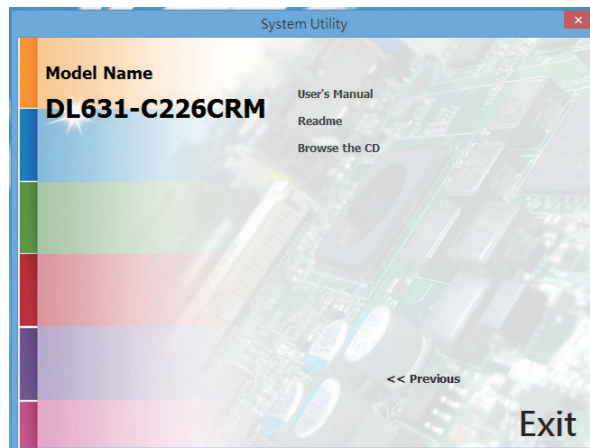 System Utility
Model Name
DL631-C226CRM
User's Manual
Readme
Browse the CD
<< Previous
Exit